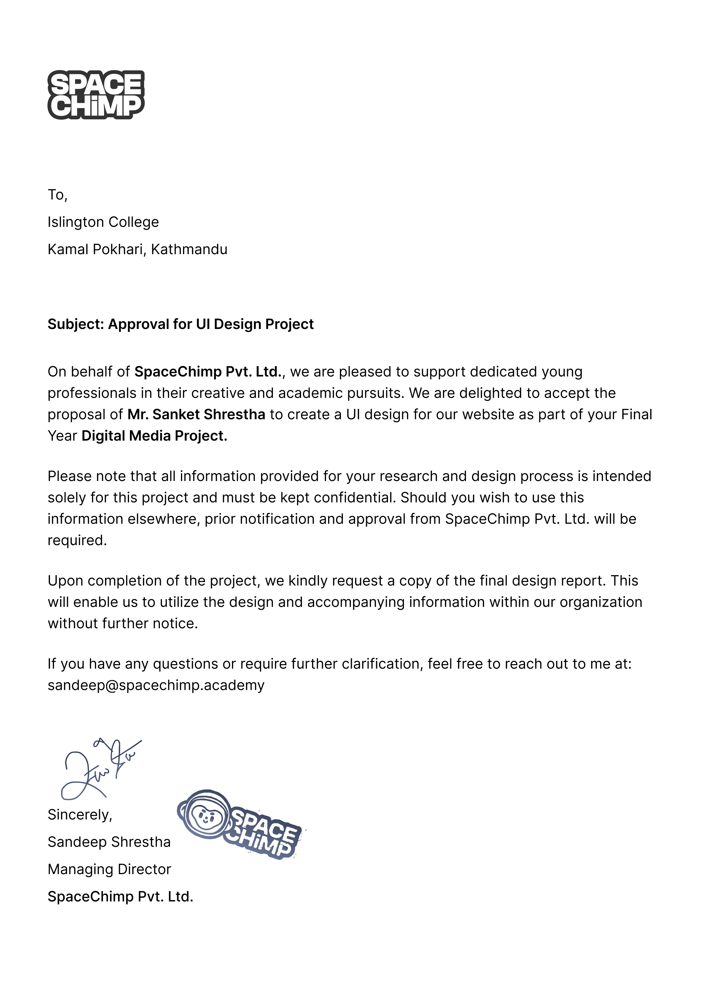 SPACE
CHiMP
To,
Islington College
Kamal Pokhari, Kathmandu
Subject: Approval for UI Design Project
On behalf of SpaceChimp Pvt. Ltd., we are pleased to support dedicated young
professionals in their creative and academic pursuits. We are delighted to accept the
proposal of Mr. Sanket Shrestha to create a UI design for our website as part of your Final
Year Digital Media Project.
Please note that all information provided for your research and design process is intended
solely for this project and must be kept confidential. Should you wish to use this
information elsewhere, prior notification and approval from SpaceChimp Pvt. Ltd. will be
required.
Upon completion of the project, we kindly request a copy of the final design report. This
will enable us to utilize the design and accompanying information within our organization
without further notice.
If you have any questions or require further clarification, feel free to reach out to me at:
sandeep@spacechimp.academy
Sincerely,
SPACE
CHiMP
Sandeep Shrestha
Managing Director
SpaceChimp Pvt. Ltd.